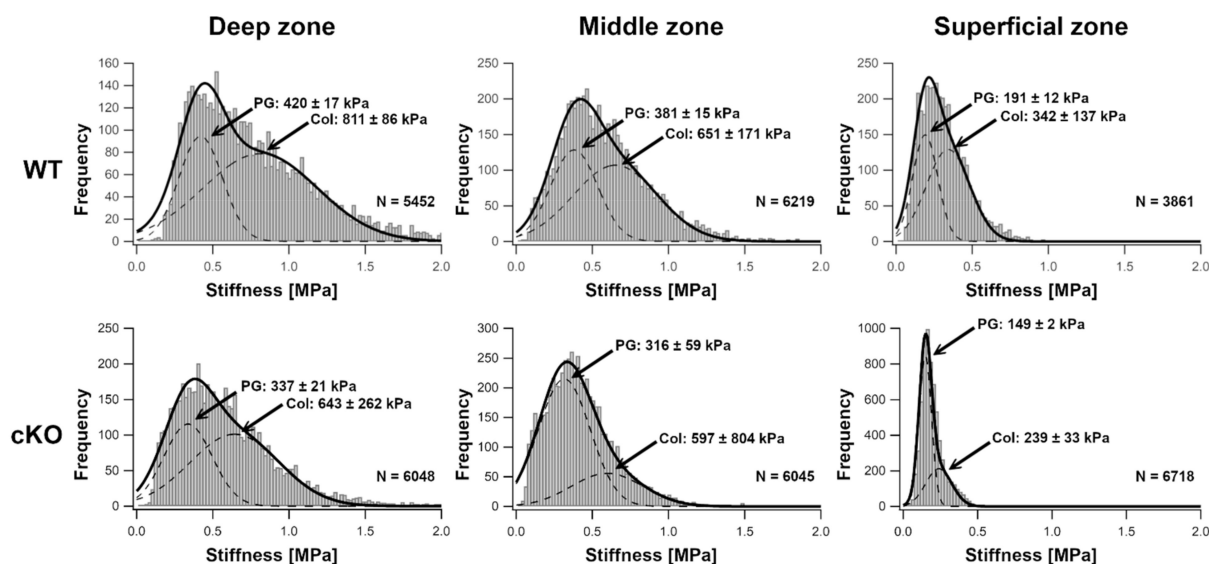 Deep zone
Middle zone
Superficial zone
WT
Frequency
160
140
120
100
80
60
40
20
0
PG: 420 ± 17 kPa
Col: 811 ± 86 kPa
N = 5452
0.0 0.5 1.0 1.5 2.0
Stiffness [MPa]
Frequency
250
200
150
100
50
0
PG: 381 ± 15 kPa
Col: 651 ± 171 kPa
N = 6219
0.0 0.5 1.0 1.5 2.0
Stiffness [MPa]
Frequency
250
200
150
100
50
0
PG: 191 ± 12 kPa
Col: 342 ± 137 kPa
N = 3861
0.0 0.5 1.0 1.5 2.0
Stiffness [MPa]
cKO
Frequency
250
200
150
100
50
0
PG: 337 ± 21 kPa
Col: 643 ± 262 kPa
N = 6048
0.0 0.5 1.0 1.5 2.0
Stiffness [MPa]
Frequency
300
250
200
150
100
50
0
PG: 316 ± 59 kPa
Col: 597 ± 804 kPa
N = 6045
0.0 0.5 1.0 1.5 2.0
Stiffness [MPa]
Frequency
1000
800
600
400
200
0
PG: 149 ± 2 kPa
Col: 239 ± 33 kPa
N = 6718
0.0 0.5 1.0 1.5 2.0
Stiffness [MPa]